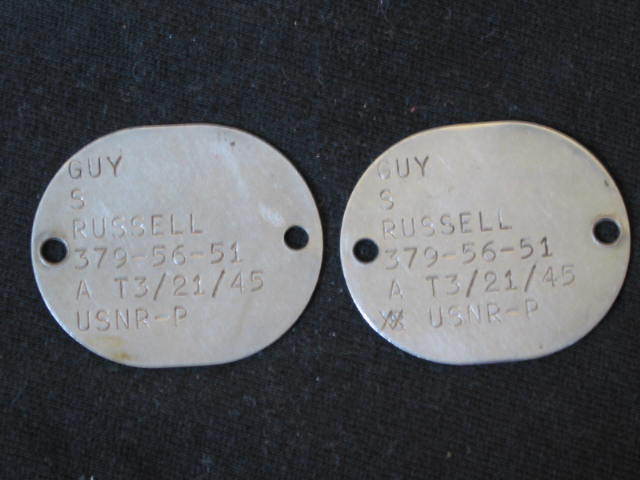 GUY
S
RUSSELL
379-56-51
A T3/21/45
USNR-P
GUY
S
RUSSELL
379-56-51
A T3/21/45
USNR-P